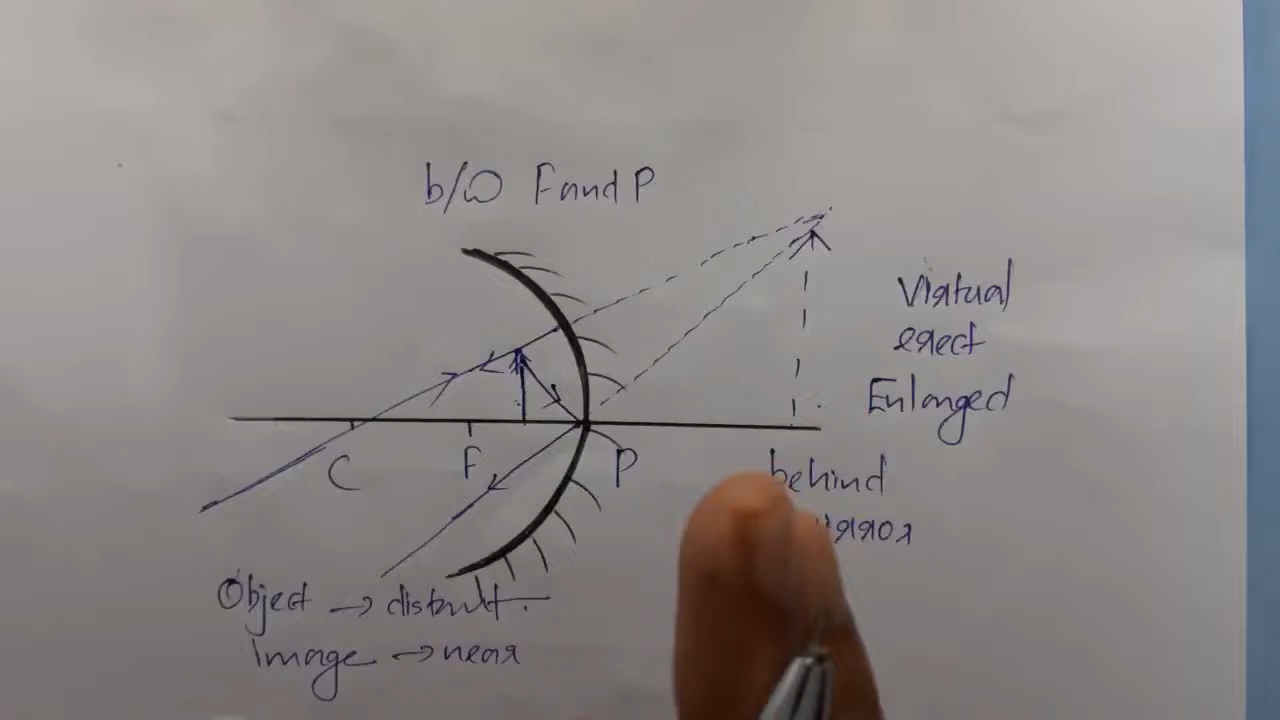 b/w F and P
Virtual
erect
Enlarged
C
F
P
behind
Object → distant.
Image → near